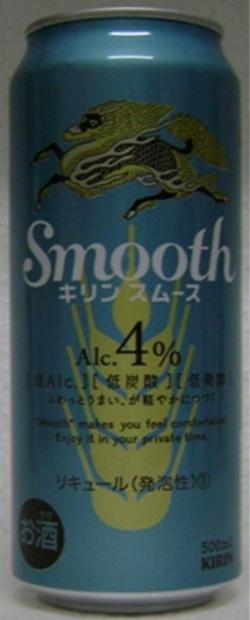 Smooth
キリン スムース
Alc.4%
[低Alc.][低炭酸][低発酵]
ふわっとうまい、が軽やかにつづく
"Smooth" makes you feel comfortable.
Enjoy it in your private time.
リキュール(発泡性)①
お酒
500ml
KIRIN